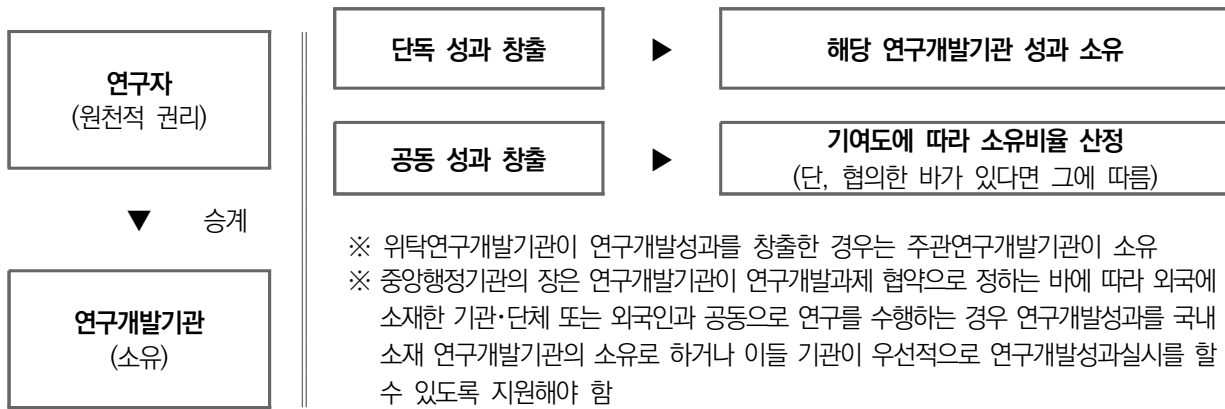 연구자
(원천적 권리)
▼ 승계
연구개발기관
(소유)
단독 성과 창출 ▶ 해당 연구개발기관 성과 소유
공동 성과 창출 ▶ 기여도에 따라 소유비율 산정
(단, 협의한 바가 있다면 그에 따름)
※ 위탁연구개발기관이 연구개발성과를 창출한 경우는 주관연구개발기관이 소유
※ 중앙행정기관의 장은 연구개발기관이 연구개발과제 협약으로 정하는 바에 따라 외국에
소재한 기관･단체 또는 외국인과 공동으로 연구를 수행하는 경우 연구개발성과를 국내
소재 연구개발기관의 소유로 하거나 이들 기관이 우선적으로 연구개발성과실시를 할
수 있도록 지원해야 함